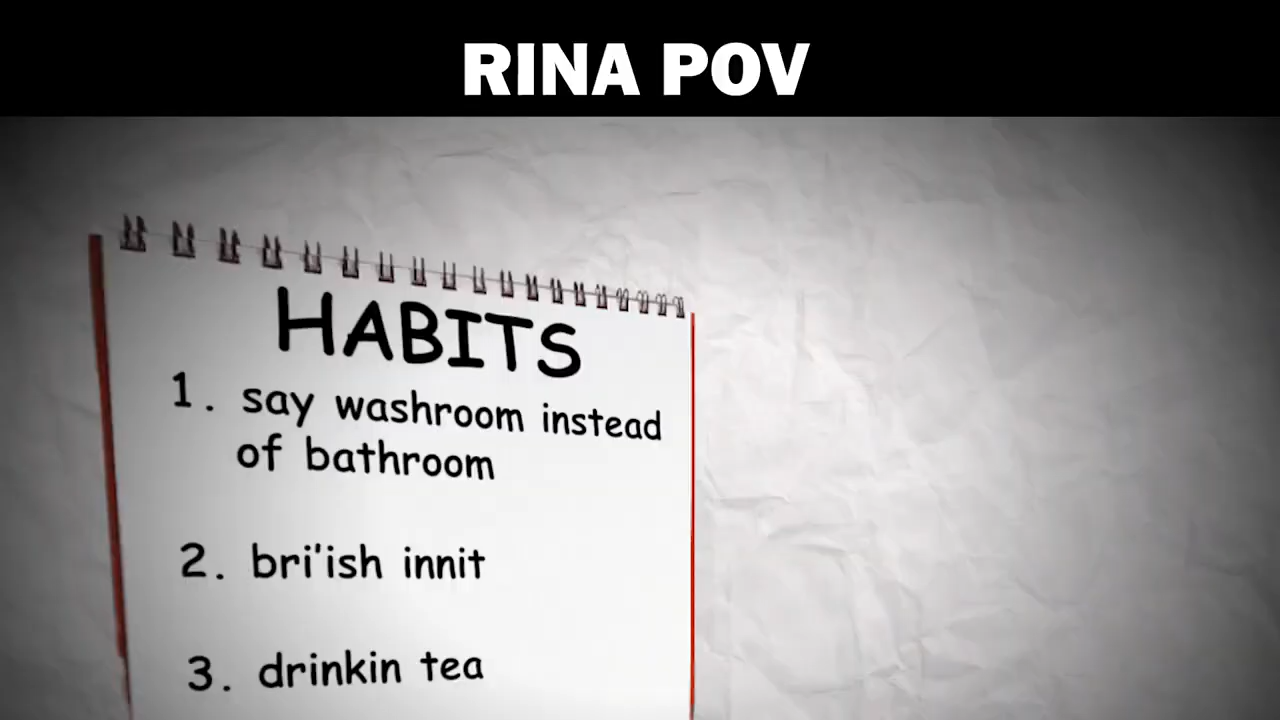 RINA POV
HABITS
1. say washroom instead
of bathroom
2. bri'ish innit
3. drinkin tea